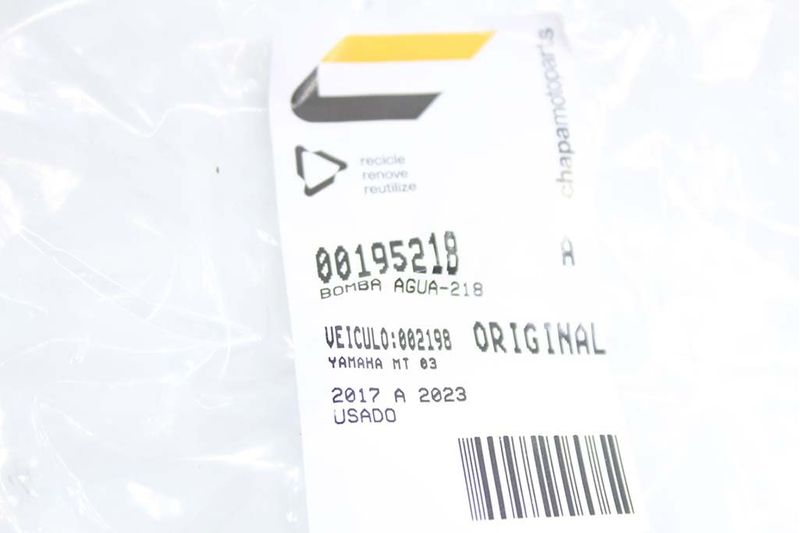 chapamotoparts
recicle
renove
reutilize
00195218
A
BOMBA AGUA-218
VEICULO:002198 ORIGINAL
YAMAHA MT 03
2017 A 2023
USADO